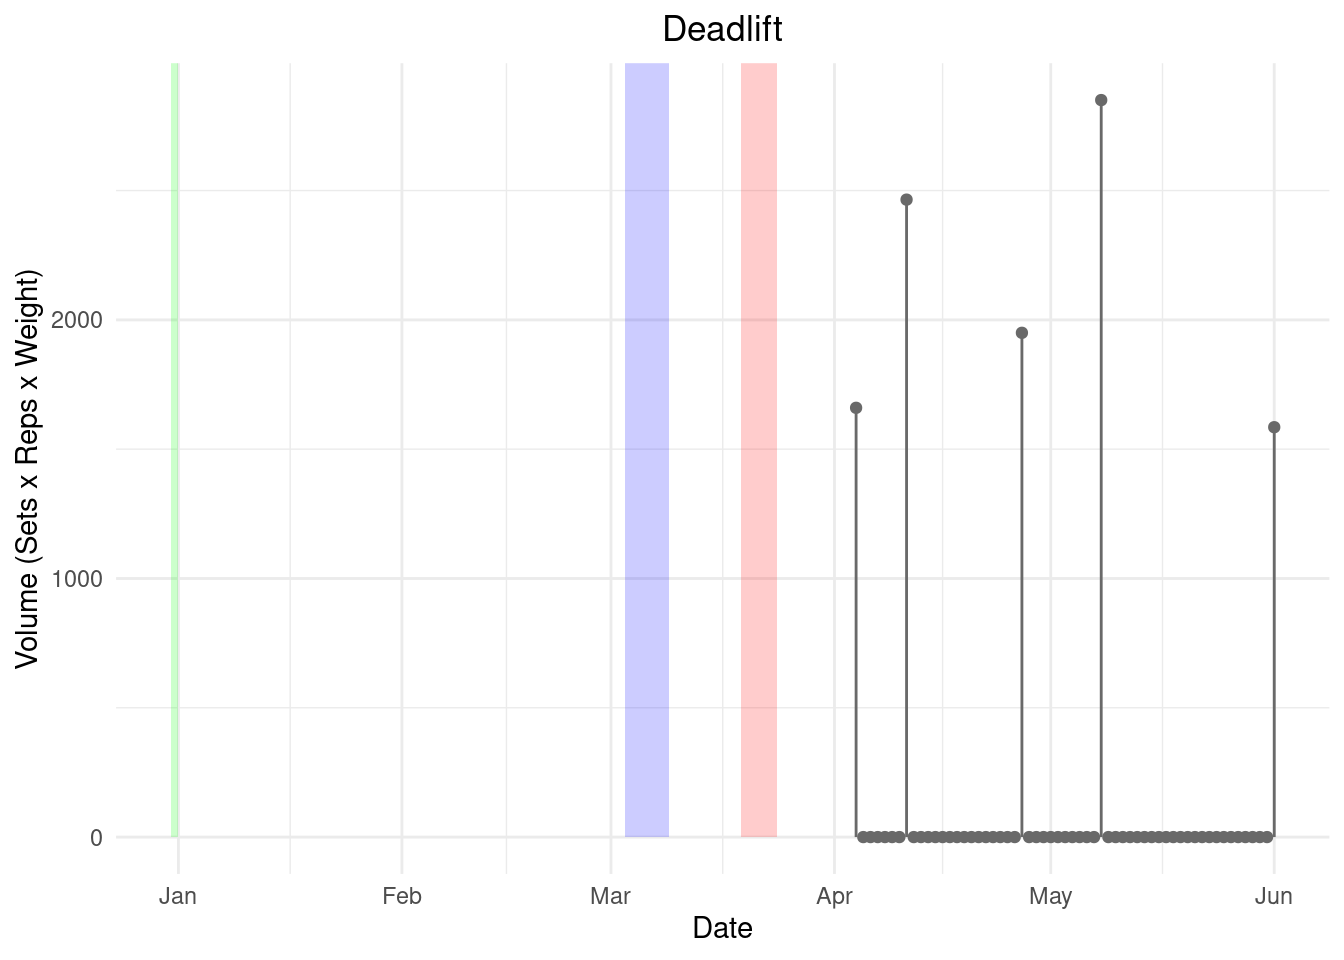 Deadlift
Volume (Sets x Reps x Weight)
2000
1000
0
Jan Feb Mar Apr May Jun
Date